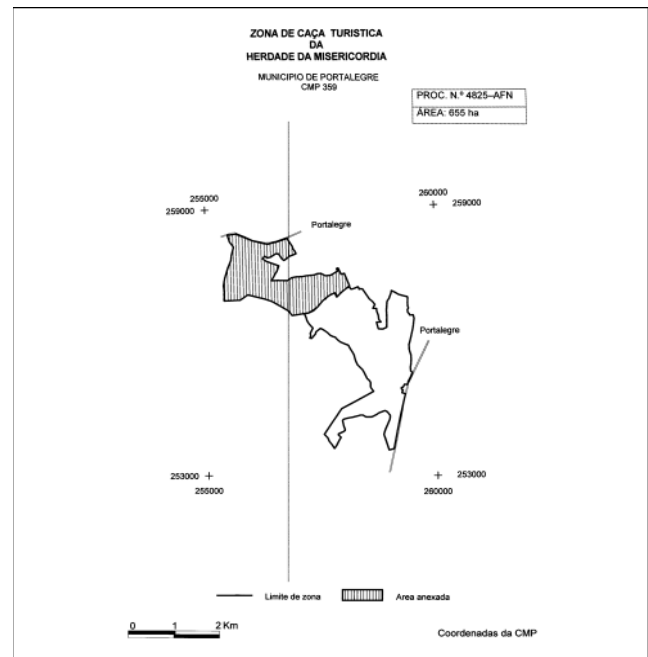 ZONA DE CAÇA TURISTICA
DA
HERDADE DA MISERICORDIA
MUNICIPIO DE PORTALEGRE
CMP 359
PROC. N.º 4825–AFN
ÁREA: 655 ha
255000
259000
260000
259000
Portalegre
Portalegre
253000
255000
253000
260000
Limite de zona
Area anexada
0 1 2 Km
Coordenadas da CMP